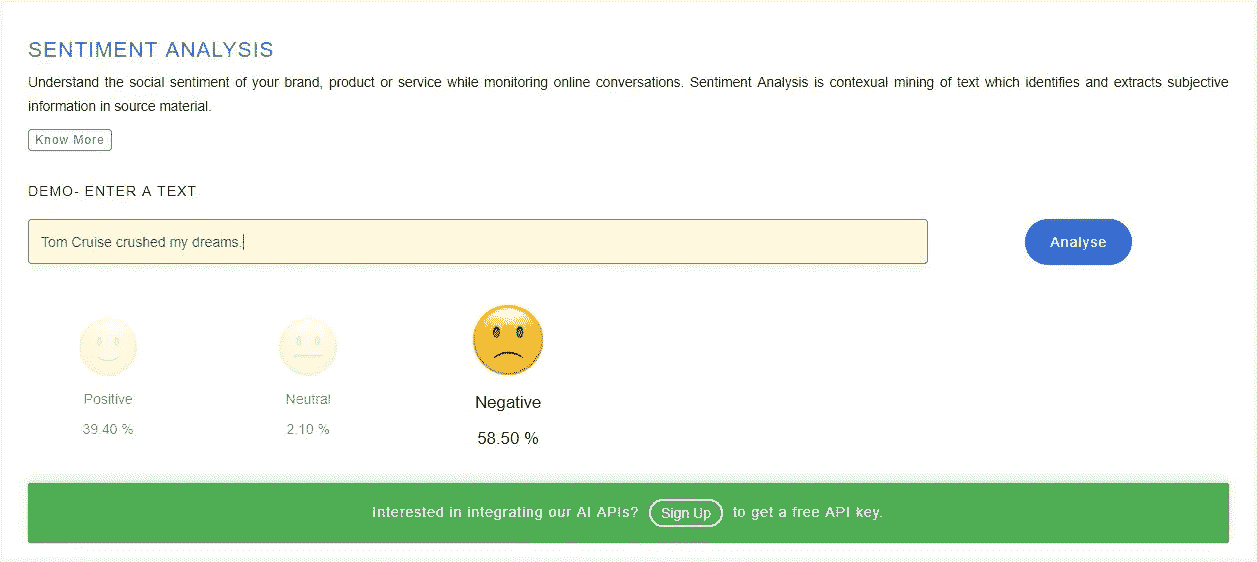 SENTIMENT ANALYSIS
Understand the social sentiment of your brand, product or service while monitoring online conversations. Sentiment Analysis is contexual mining of text which identifies and extracts subjective
information in source material.
Know More
DEMO- ENTER A TEXT
Tom Cruise crushed my dreams.
Analyse
Positive Neutral Negative
39.40 % 2.10 % 58.50 %
Interested in integrating our AI APIs? Sign Up to get a free API key.